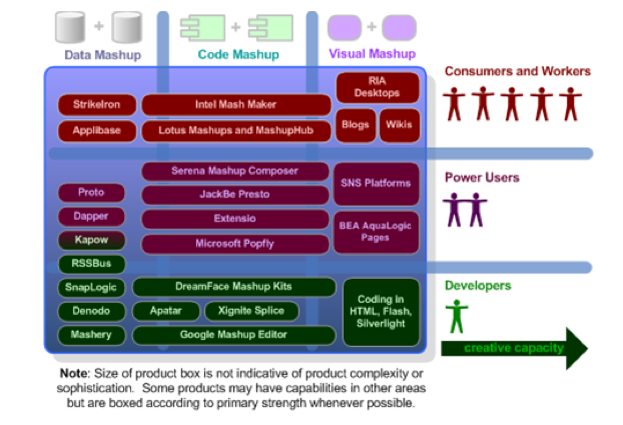 Data Mashup
Code Mashup
Visual Mashup
Consumers and Workers
StrikeIron
Intel Mash Maker
RIA
Desktops
Applibase
Lotus Mashups and MashupHub
Blogs
Wikis
Power Users
Serena Mashup Composer
SNS Platforms
Proto
JackBe Presto
Dapper
Extensio
BEA AquaLogic
Pages
Kapow
Microsoft Popfly
RSSBus
Developers
SnapLogic
DreamFace Mashup Kits
Coding in
HTML, Flash,
Silverlight
Denodo
Apatar
Xignite Splice
Mashery
Google Mashup Editor
creative capacity
Note: Size of product box is not indicative of product complexity or
sophistication. Some products may have capabilities in other areas
but are boxed according to primary strength whenever possible.